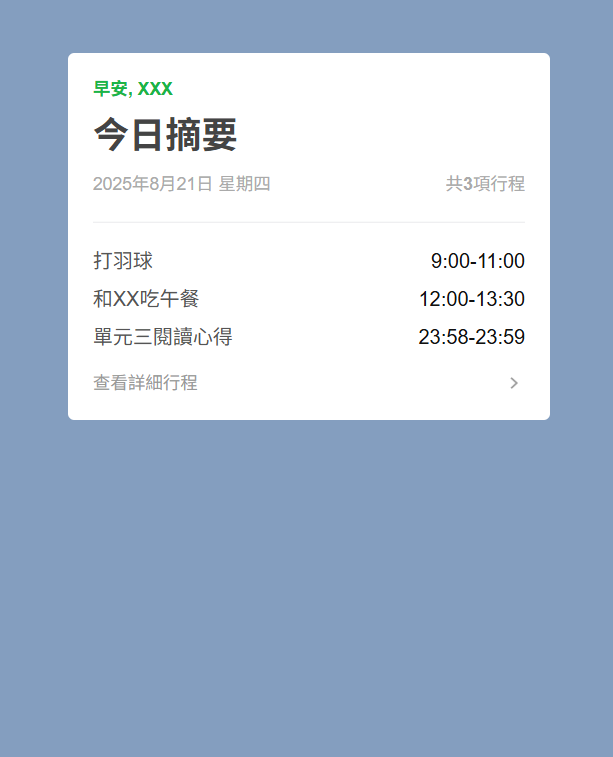 早安, XXX
今日摘要
2025年8月21日 星期四 共3項行程
打羽球 9:00-11:00
和XX吃午餐 12:00-13:30
單元三閱讀心得 23:58-23:59
查看詳細行程